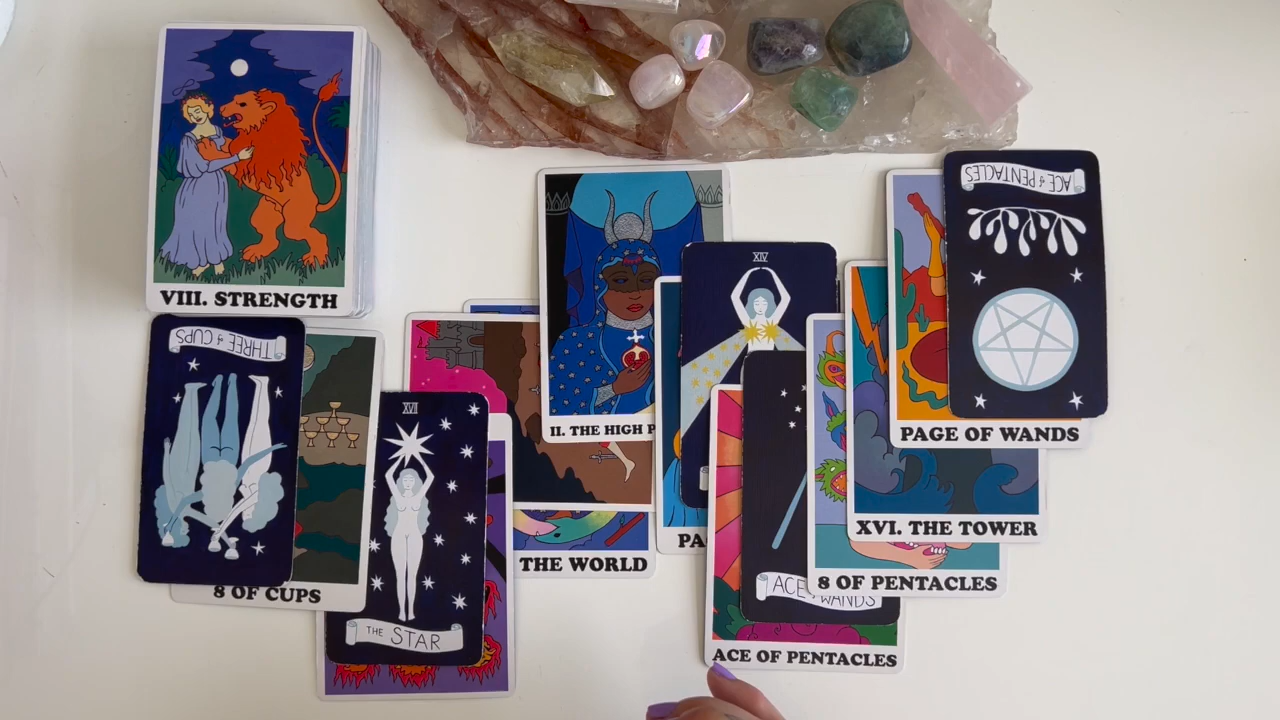 VIII. STRENGTH
THREE of CUPS
8 OF CUPS
XVII
THE STAR
THE WORLD
II. THE HIGH P
XIV
PA
ACE
WANDS
ACE OF PENTACLES
8 OF PENTACLES
XVI. THE TOWER
PAGE OF WANDS
ACE of PENTACLES